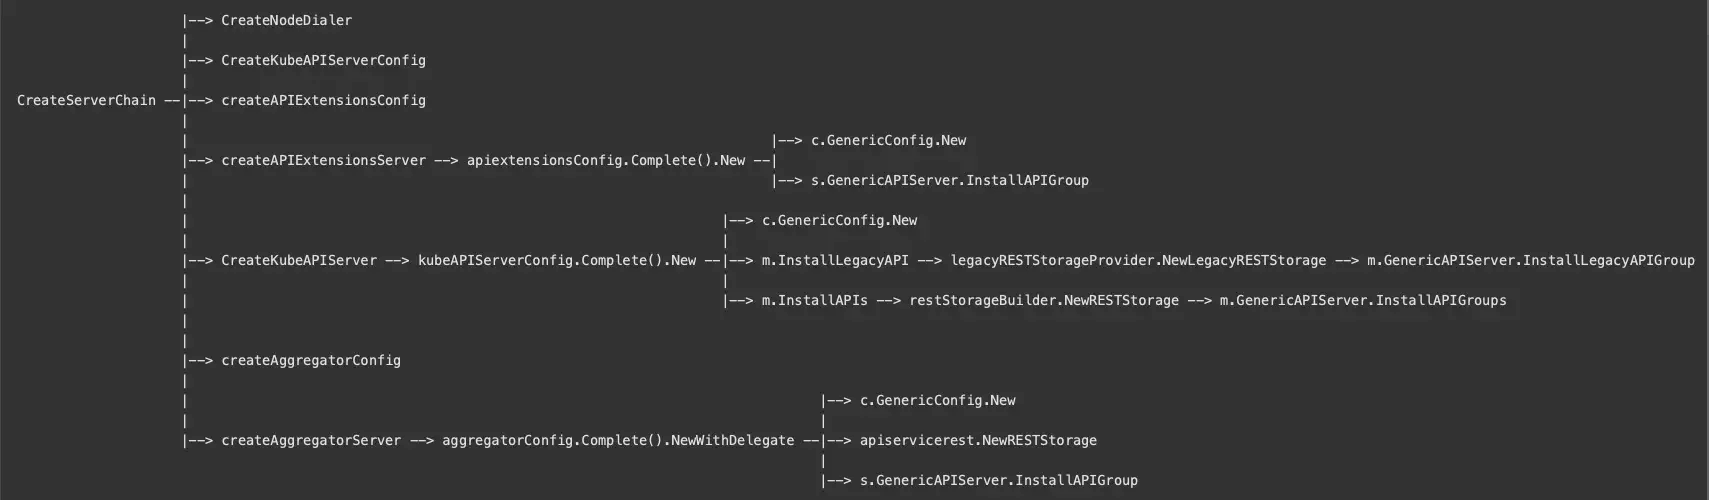 |--> CreateNodeDialer
|
|--> CreateKubeAPIServerConfig
|
CreateServerChain --|--> createAPIExtensionsConfig
|
| |--> c.GenericConfig.New
|--> createAPIExtensionsServer --> apiextensionsConfig.Complete().New --|
| |--> s.GenericAPIServer.InstallAPIGroup
|
| |--> c.GenericConfig.New
| |
|--> CreateKubeAPIServer --> kubeAPIServerConfig.Complete().New --|--> m.InstallLegacyAPI --> legacyRESTStorageProvider.NewLegacyRESTStorage --> m.GenericAPIServer.InstallLegacyAPIGroup
| |
| |--> m.InstallAPIs --> restStorageBuilder.NewRESTStorage --> m.GenericAPIServer.InstallAPIGroups
|
|
|--> createAggregatorConfig
|
| |--> c.GenericConfig.New
| |
|--> createAggregatorServer --> aggregatorConfig.Complete().NewWithDelegate --|--> apiservicerest.NewRESTStorage
|
|--> s.GenericAPIServer.InstallAPIGroup